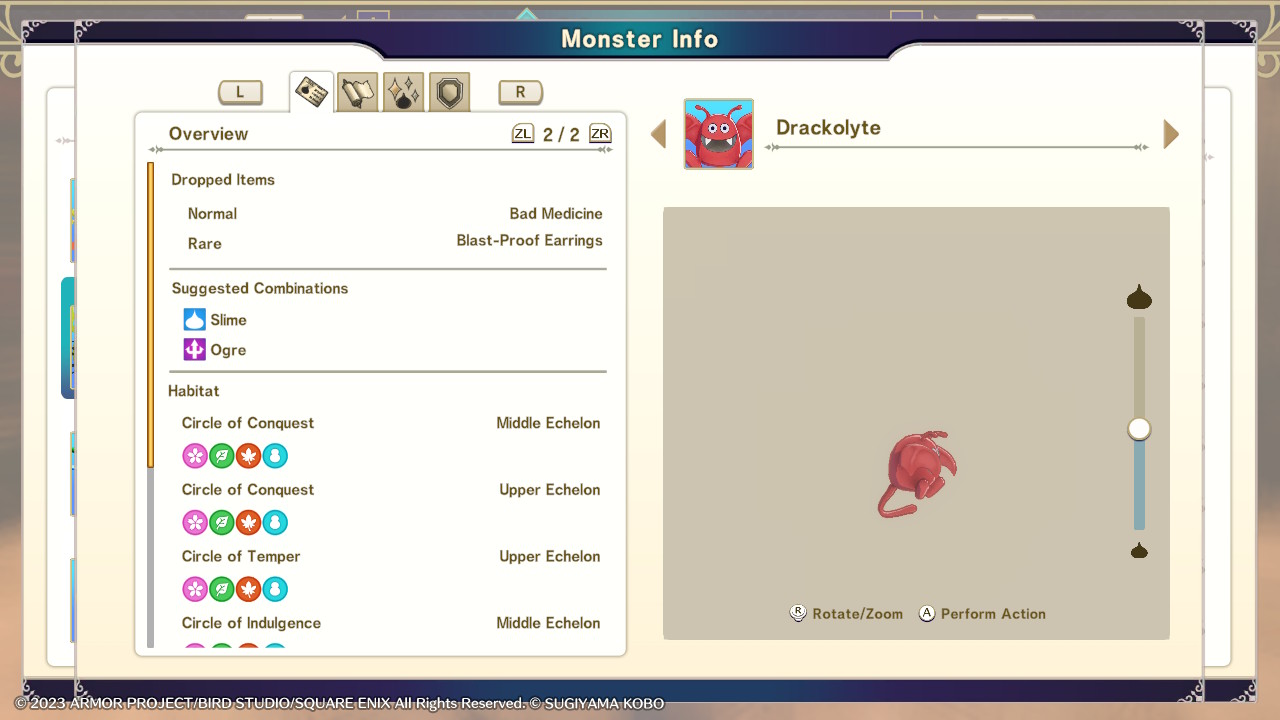 Monster Info
L
R
Overview
ZL 2 / 2 ZR
Drackolyte
Dropped Items
Normal Bad Medicine
Rare Blast-Proof Earrings
Suggested Combinations
Slime
Ogre
Habitat
Circle of Conquest Middle Echelon
Circle of Conquest Upper Echelon
Circle of Temper Upper Echelon
Circle of Indulgence Middle Echelon
R Rotate/Zoom A Perform Action
© 2023 ARMOR PROJECT/BIRD STUDIO/SQUARE ENIX All Rights Reserved. © SUGIYAMA KOBO